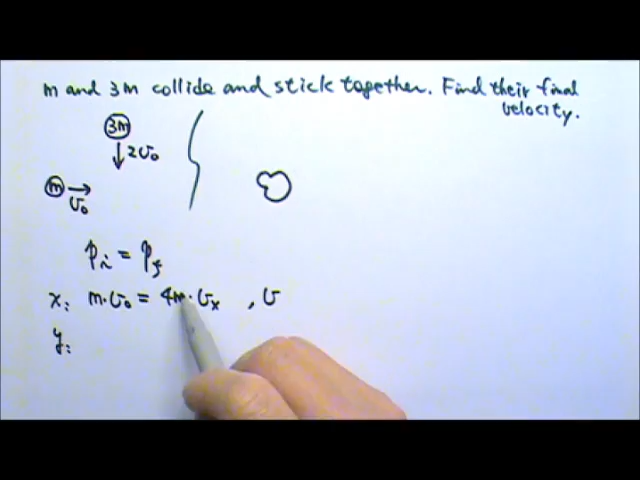 m and 3m collide and stick together. Find their final
velocity.
3m
2v₀
m
v₀
pᵢ = p_f
x: m·v₀ = 4m·vₓ , v
y: